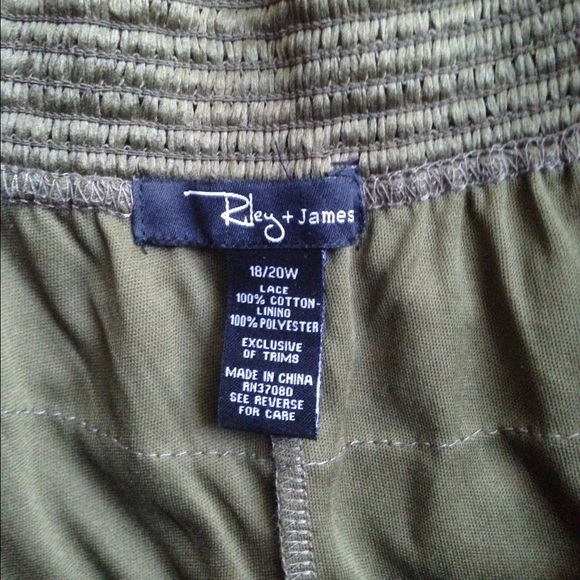 Riley + James
18/20W
LACE
100% COTTON-
LINING
100% POLYESTER
EXCLUSIVE
OF TRIMS
MADE IN CHINA
RN37080
SEE REVERSE
FOR CARE